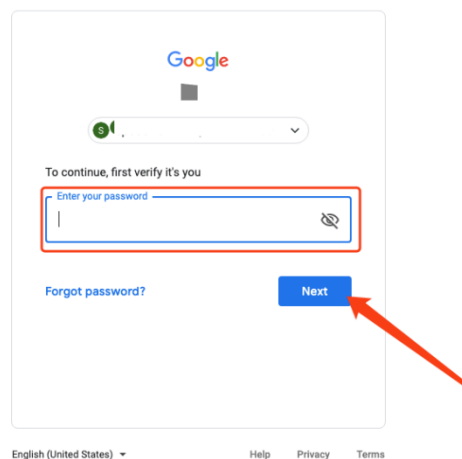 Google
S
To continue, first verify it's you
Enter your password
Forgot password?
Next
English (United States)
Help Privacy Terms